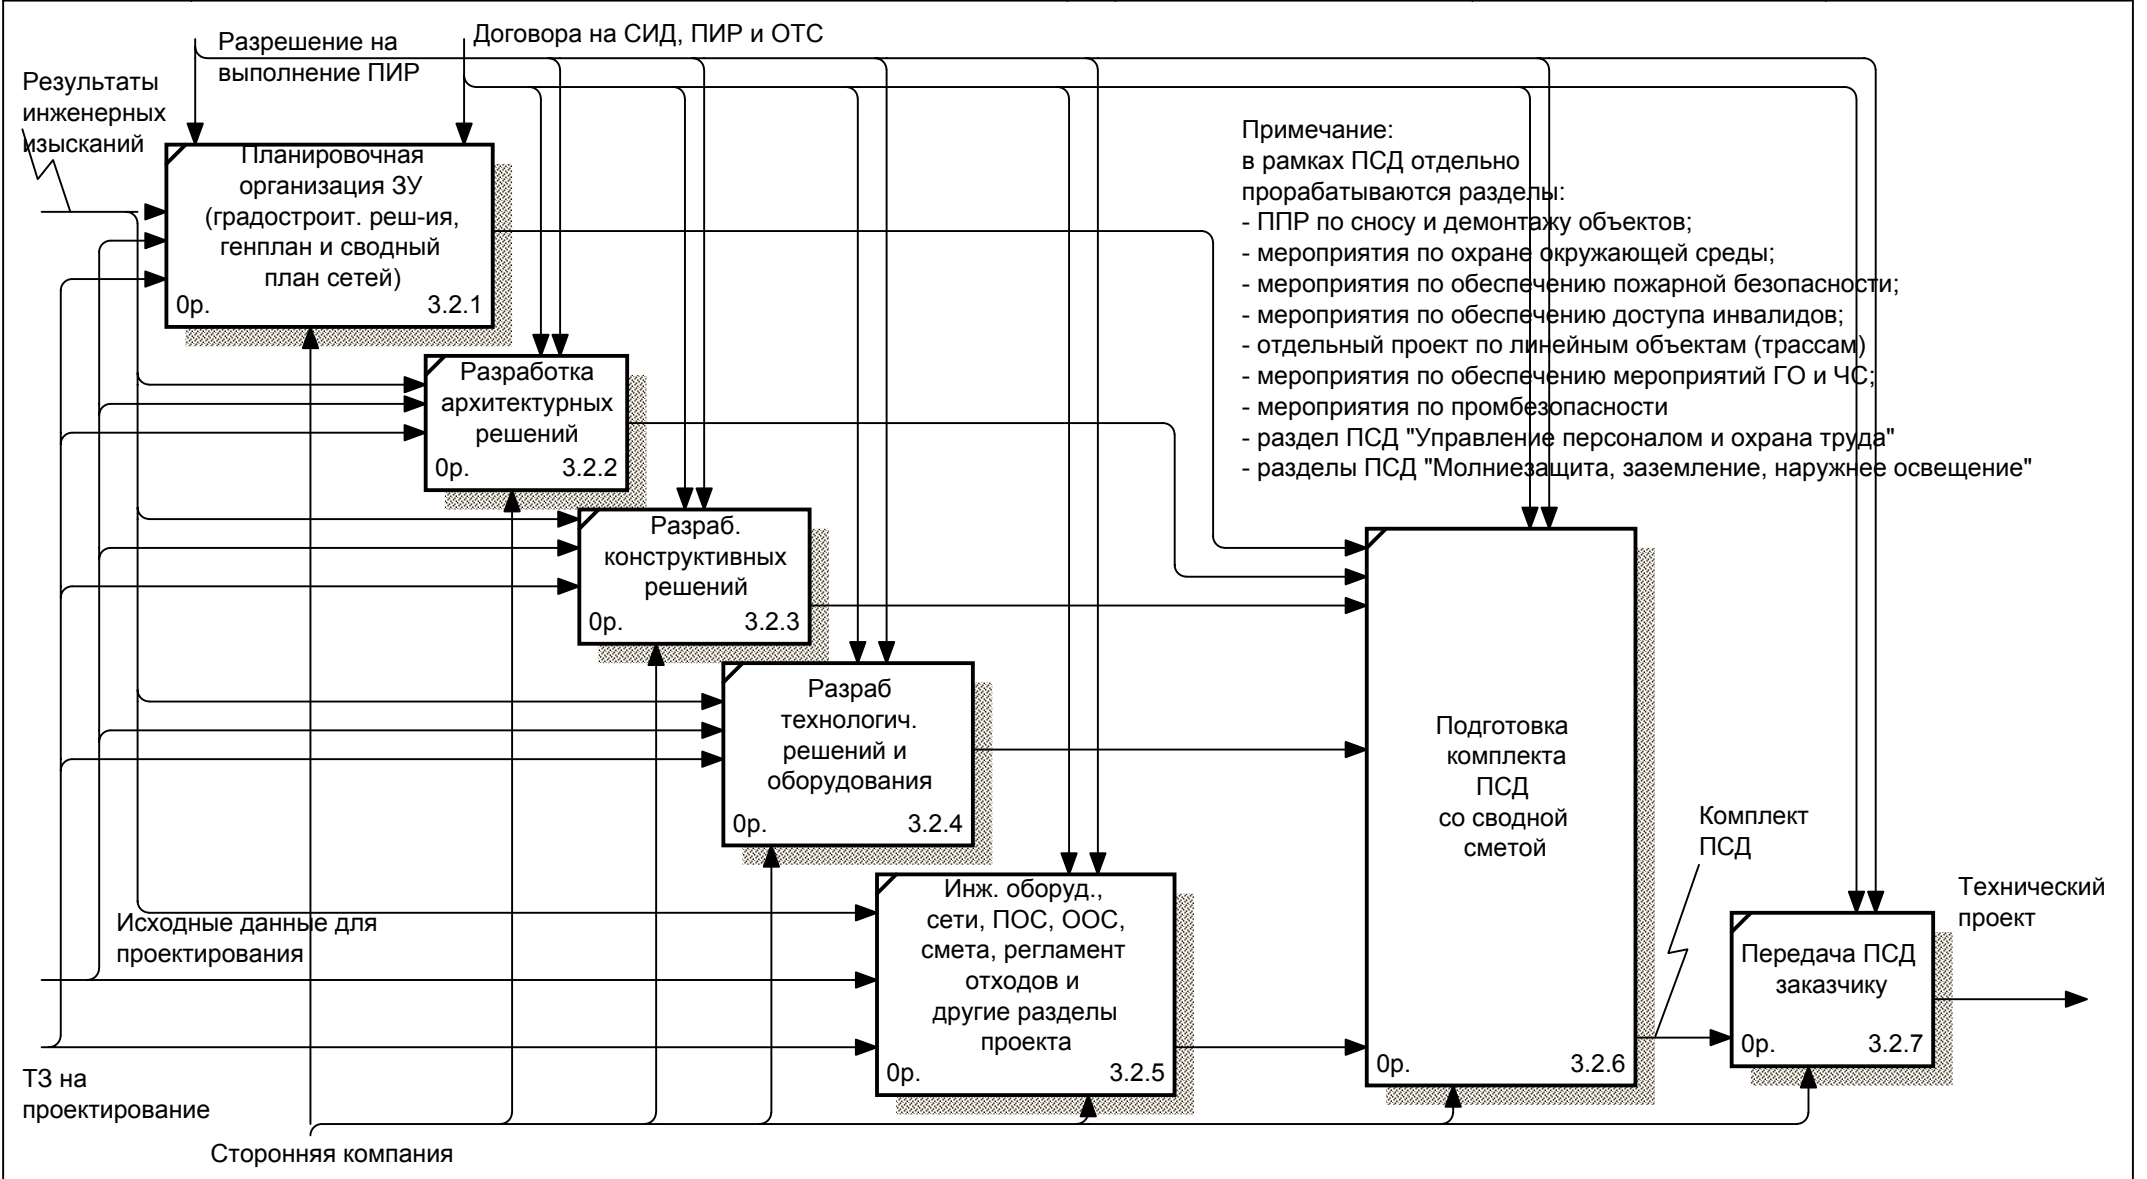 Разрешение на
выполнение ПИР
Договора на СИД, ПИР и ОТС
Результаты
инженерных
изысканий
Планировочная
организация ЗУ
(градостроит. реш-ия,
генплан и сводный
план сетей)
0р. 3.2.1
Примечание:
в рамках ПСД отдельно
прорабатываются разделы:
- ППР по сносу и демонтажу объектов;
- мероприятия по охране окружающей среды;
- мероприятия по обеспечению пожарной безопасности;
- мероприятия по обеспечению доступа инвалидов;
- отдельный проект по линейным объектам (трассам)
- мероприятия по обеспечению мероприятий ГО и ЧС;
- мероприятия по промбезопасности
- раздел ПСД "Управление персоналом и охрана труда"
- разделы ПСД "Молниезащита, заземление, наружнее освещение"
Разработка
архитектурных
решений
0р. 3.2.2
Разраб.
конструктивных
решений
0р. 3.2.3
Разраб
технологич.
решений и
оборудования
0р. 3.2.4
Инж. оборуд.,
сети, ПОС, ООС,
смета, регламент
отходов и
другие разделы
проекта
0р. 3.2.5
Подготовка
комплекта
ПСД
со сводной
сметой
0р. 3.2.6
Комплект
ПСД
Передача ПСД
заказчику
0р. 3.2.7
Технический
проект
Исходные данные для
проектирования
ТЗ на
проектирование
Сторонняя компания